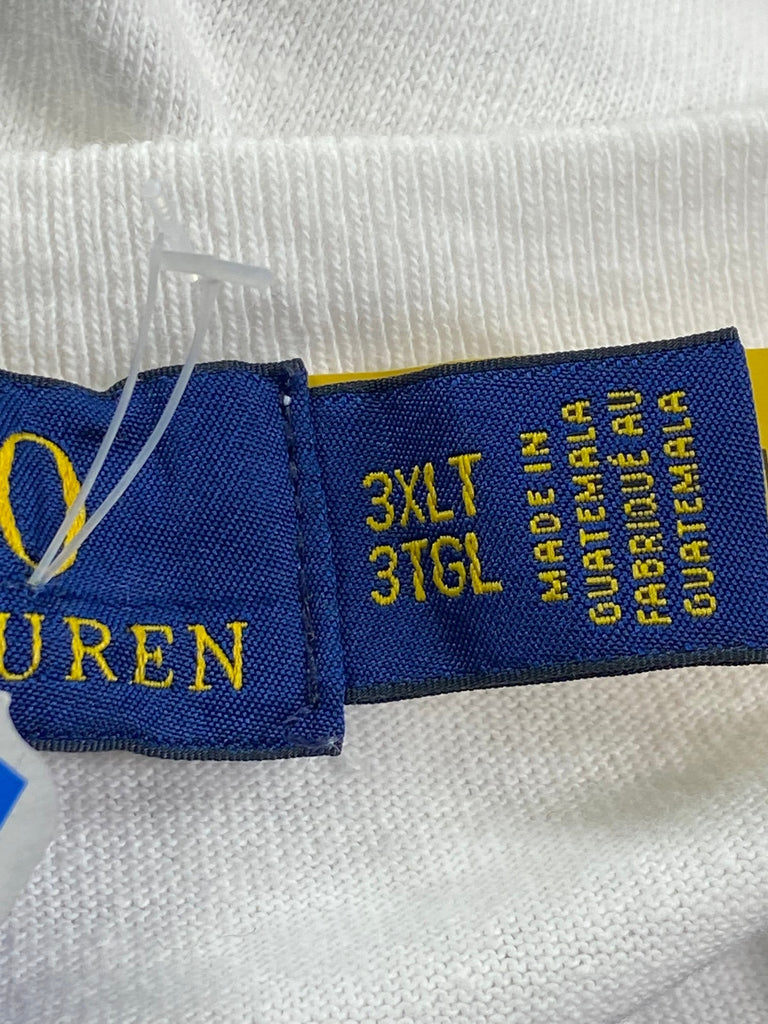 O
UREN
3XLT
3TGL
MADE IN
GUATEMALA
FABRIQUÉ AU
GUATEMALA